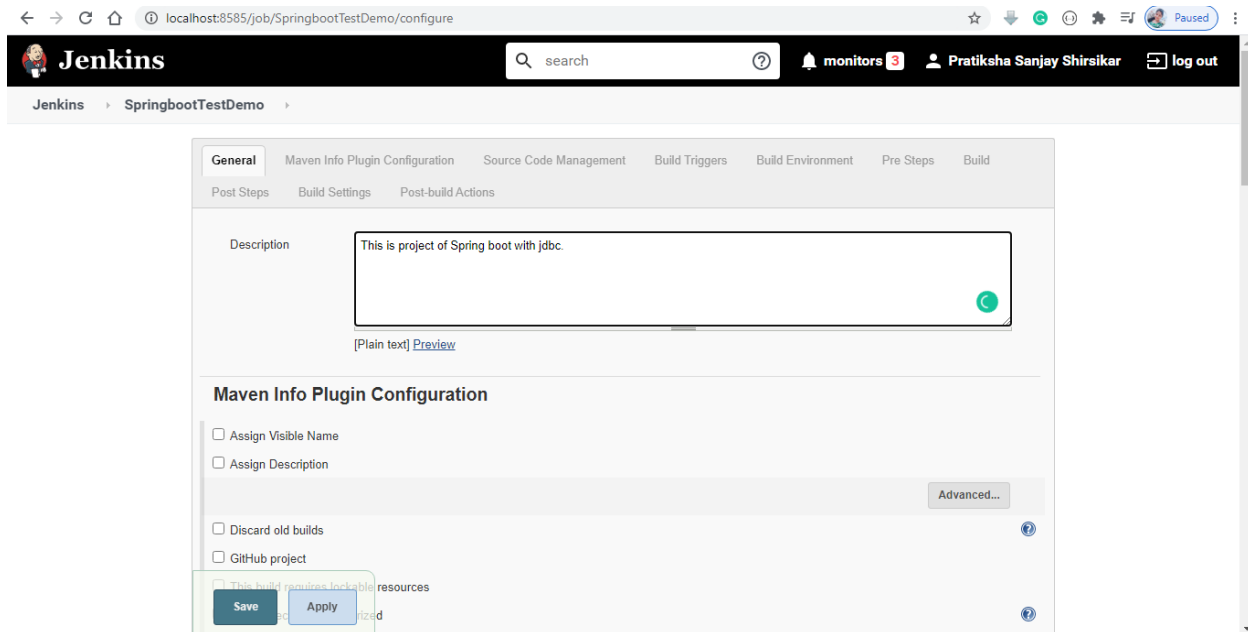 localhost:8585/job/SpringbootTestDemo/configure
Paused
Jenkins
search
monitors 3
Pratiksha Sanjay Shirsikar
log out
Jenkins
SpringbootTestDemo
General
Maven Info Plugin Configuration
Source Code Management
Build Triggers
Build Environment
Pre Steps
Build
Post Steps
Build Settings
Post-build Actions
Description
This is project of Spring boot with jdbc.
[Plain text] Preview
Maven Info Plugin Configuration
Assign Visible Name
Assign Description
Advanced...
Discard old builds
GitHub project
This build requires lockable resources
Save
Apply